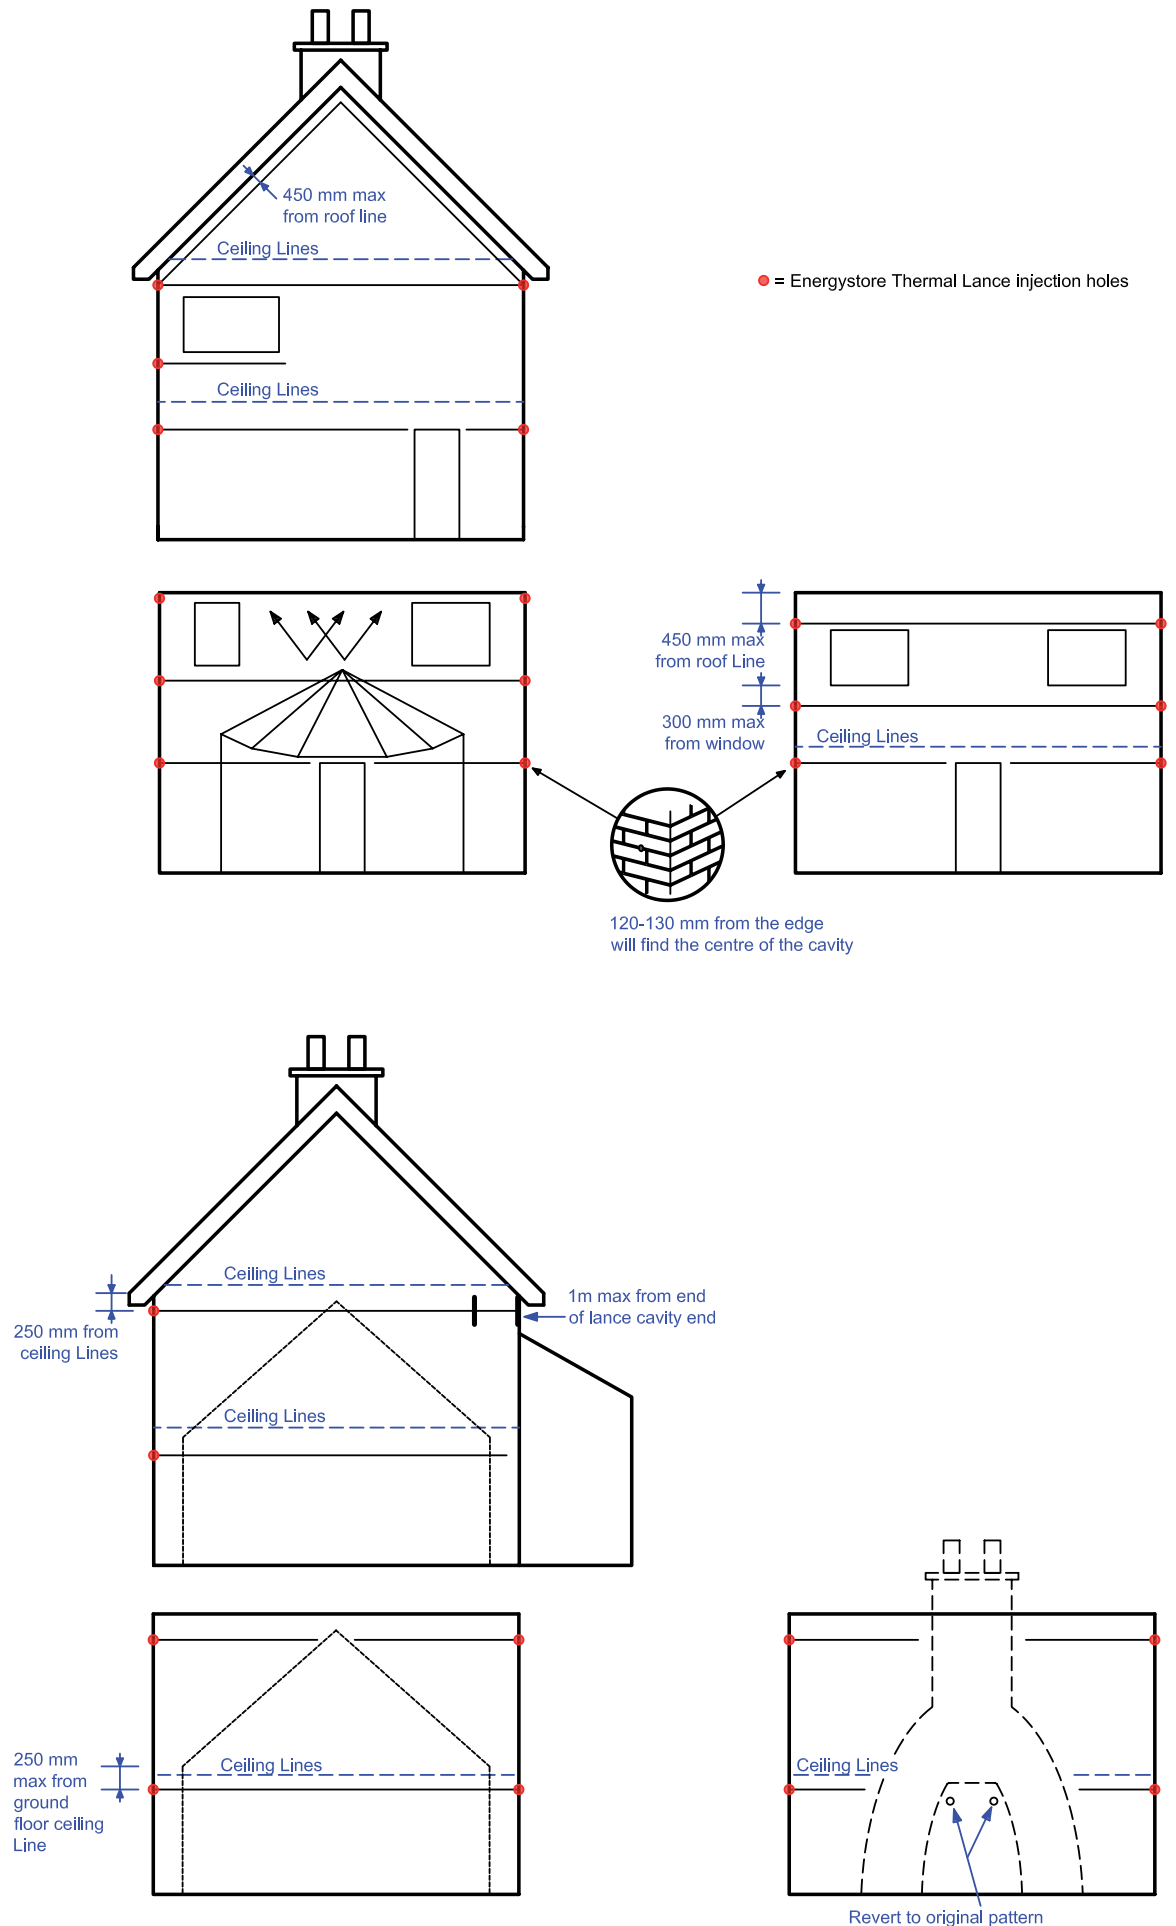 450 mm max
from roof line
Ceiling Lines
= Energystore Thermal Lance injection holes
Ceiling Lines
450 mm max
from roof Line
300 mm max
from window
Ceiling Lines
120-130 mm from the edge
will find the centre of the cavity
Ceiling Lines
1m max from end
of lance cavity end
250 mm from
ceiling Lines
Ceiling Lines
250 mm
max from
ground
floor ceiling
Line
Ceiling Lines
Ceiling Lines
Revert to original pattern